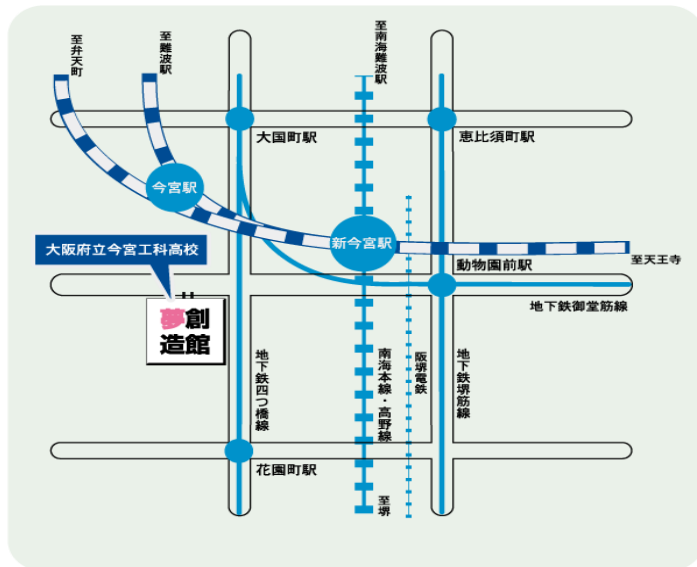 至弁天町
至難波駅
至南海難波駅
大国町駅
恵比須町駅
今宮駅
新今宮駅
大阪府立今宮工科高校
動物園前駅
至天王寺
地下鉄御堂筋線
夢創
造館
地下鉄四つ橋線
南海本線・高野線
阪堺電鉄
地下鉄堺筋線
花園町駅
至堺